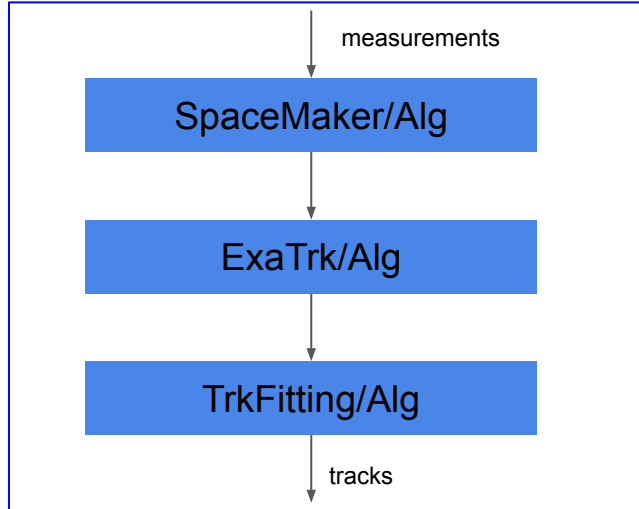 measurements
SpaceMaker/Alg
ExaTrk/Alg
TrkFitting/Alg
tracks